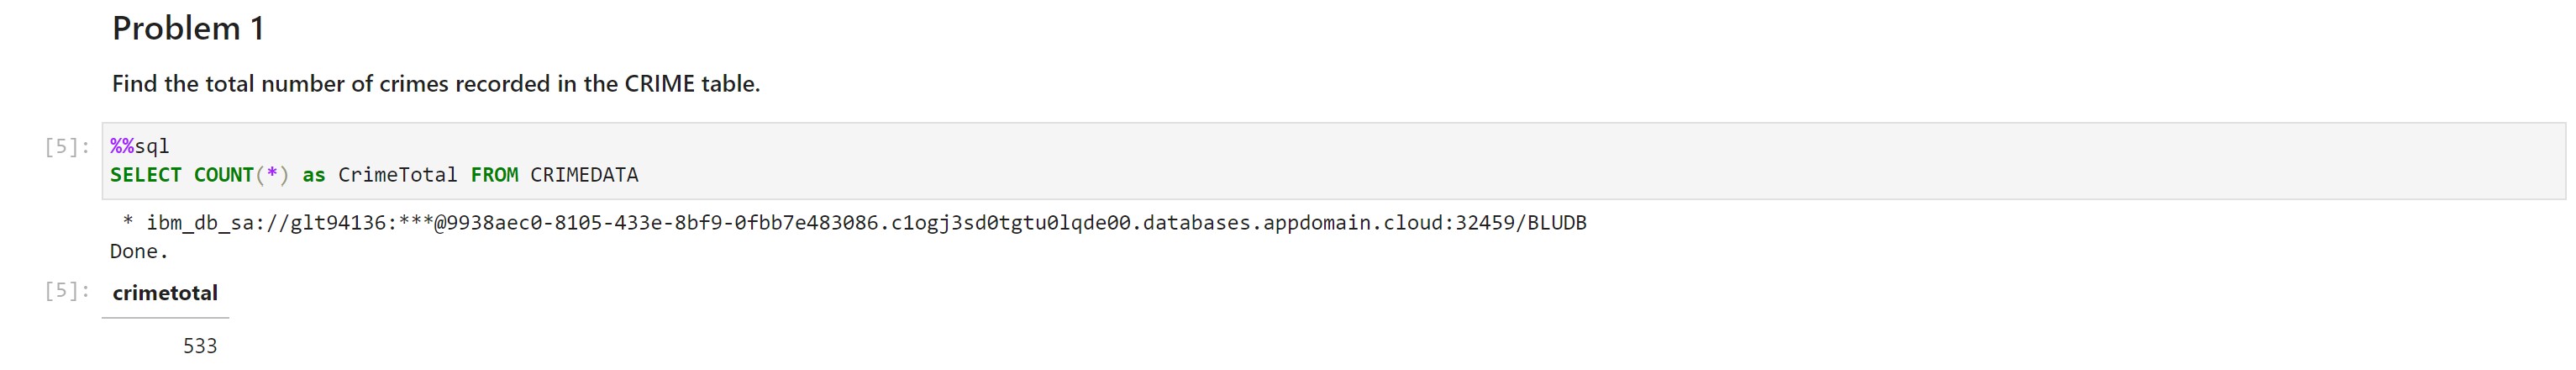 Problem 1
Find the total number of crimes recorded in the CRIME table.
[5]: %%sql
SELECT COUNT(*) as CrimeTotal FROM CRIMEDATA
* ibm_db_sa://glt94136:***@9938aec0-8105-433e-8bf9-0fbb7e483086.c1ogj3sd0tgtu0lqde00.databases.appdomain.cloud:32459/BLUDB
Done.
[5]: crimetotal
533